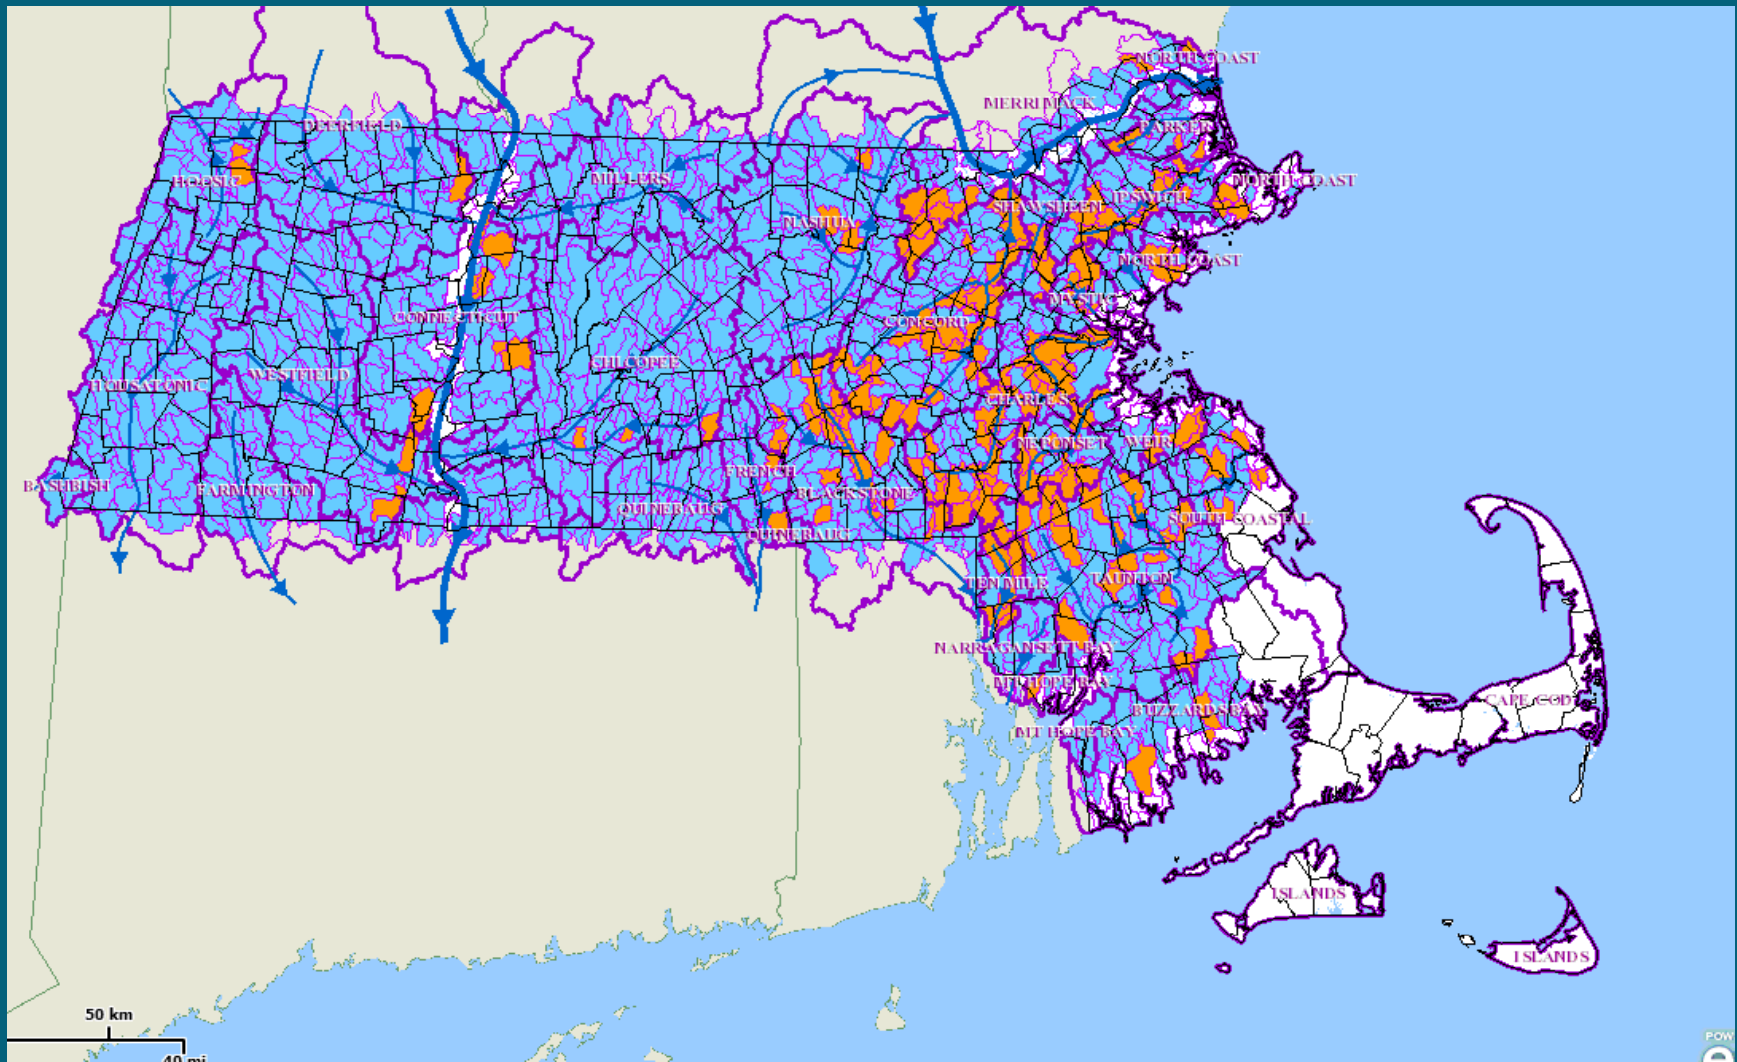 NORTH COAST
MERRIMACK
DEERFIELD
PARKER
HOOSIC
MILLERS
NORTH COAST
IPSWICH
SHAWSHEEN
NASHUA
NORTH COAST
MYSTIC
CONNECTICUT
CONCORD
CHICOPEE
WESTFIELD
HOUSATONIC
CHARLES
NEPONSET
WEIR
FRENCH
BASHBISH
FARMINGTON
BLACKSTONE
QUINEBAUG
SOUTH COASTAL
QUINEBAUG
TEN MILE
TAUNTON
NARRAGANSETT BAY
MT HOPE BAY
CAPE COD
BUZZARDS BAY
MT HOPE BAY
ISLANDS
ISLANDS
50 km
40 mi
POW